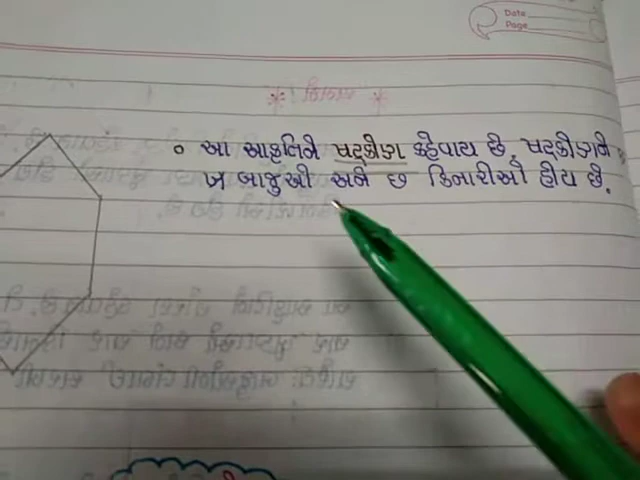 Date
Page
આ આકૃતિને ષટ્કોણ કહેવાય છે. ષટ્કોણને
બાજુઓ અને છ કિનારીઓ હોય છે.